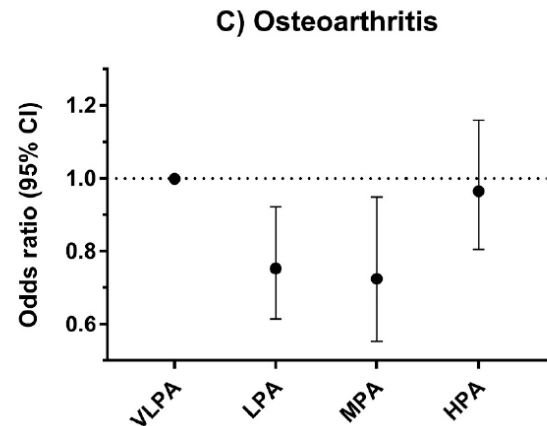 C) Osteoarthritis
Odds ratio (95% CI)
1.2
1.0
0.8
0.6
VLPA
LPA
MPA
HPA